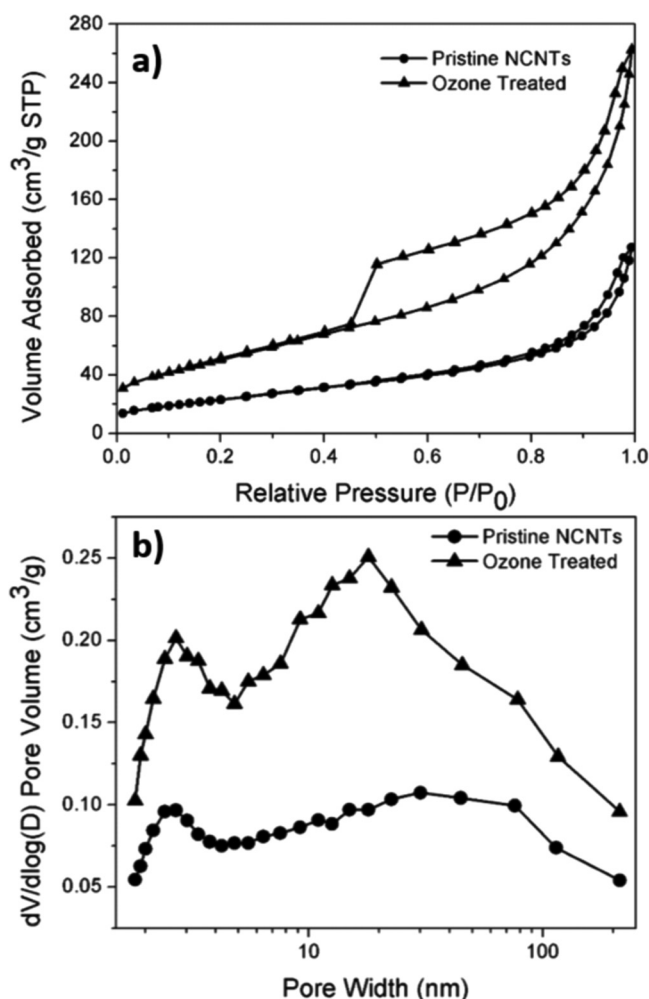 a)
Pristine NCNTs
Ozone Treated
Volume Adsorbed (cm³/g STP)
280
240
200
160
120
80
40
0
0.0 0.2 0.4 0.6 0.8 1.0
Relative Pressure (P/P₀)
b)
Pristine NCNTs
Ozone Treated
dV/dlog(D) Pore Volume (cm³/g)
0.25
0.20
0.15
0.10
0.05
10 100
Pore Width (nm)